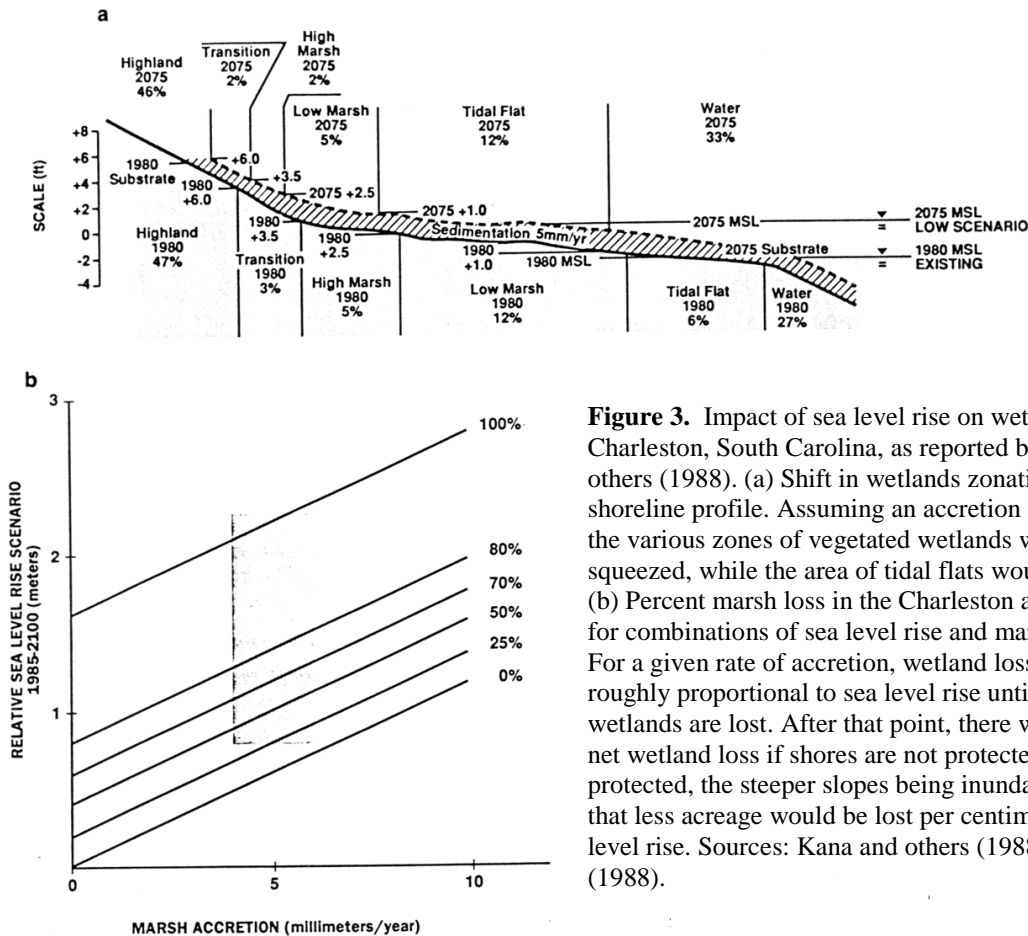 a
Highland
2075
46%
Transition
2075
2%
High
Marsh
2075
2%
Low Marsh
2075
5%
Tidal Flat
2075
12%
Water
2075
33%
SCALE (ft)
+8
+6
+4
+2
0
-2
-4
1980
Substrate
+6.0
1980
+6.0
+3.5
2075 +2.5
2075 +1.0
1980
+3.5
1980
+2.5
Sedimentation 5mm/yr
1980
+1.0
1980 MSL
2075 MSL
2075 Substrate
2075 MSL
= LOW SCENARIO
1980 MSL
= EXISTING
Highland
1980
47%
Transition
1980
3%
High Marsh
1980
5%
Low Marsh
1980
12%
Tidal Flat
1980
6%
Water
1980
27%
b
RELATIVE SEA LEVEL RISE SCENARIO
1985-2100 (meters)
3
2
1
0
5
10
100%
80%
70%
50%
25%
0%
MARSH ACCRETION (millimeters/year)
Figure 3. Impact of sea level rise on wet
Charleston, South Carolina, as reported b
others (1988). (a) Shift in wetlands zonati
shoreline profile. Assuming an accretion
the various zones of vegetated wetlands w
squeezed, while the area of tidal flats wou
(b) Percent marsh loss in the Charleston a
for combinations of sea level rise and mar
For a given rate of accretion, wetland loss
roughly proportional to sea level rise until
wetlands are lost. After that point, there w
net wetland loss if shores are not protecte
protected, the steeper slopes being inunda
that less acreage would be lost per centim
level rise. Sources: Kana and others (1988
(1988).